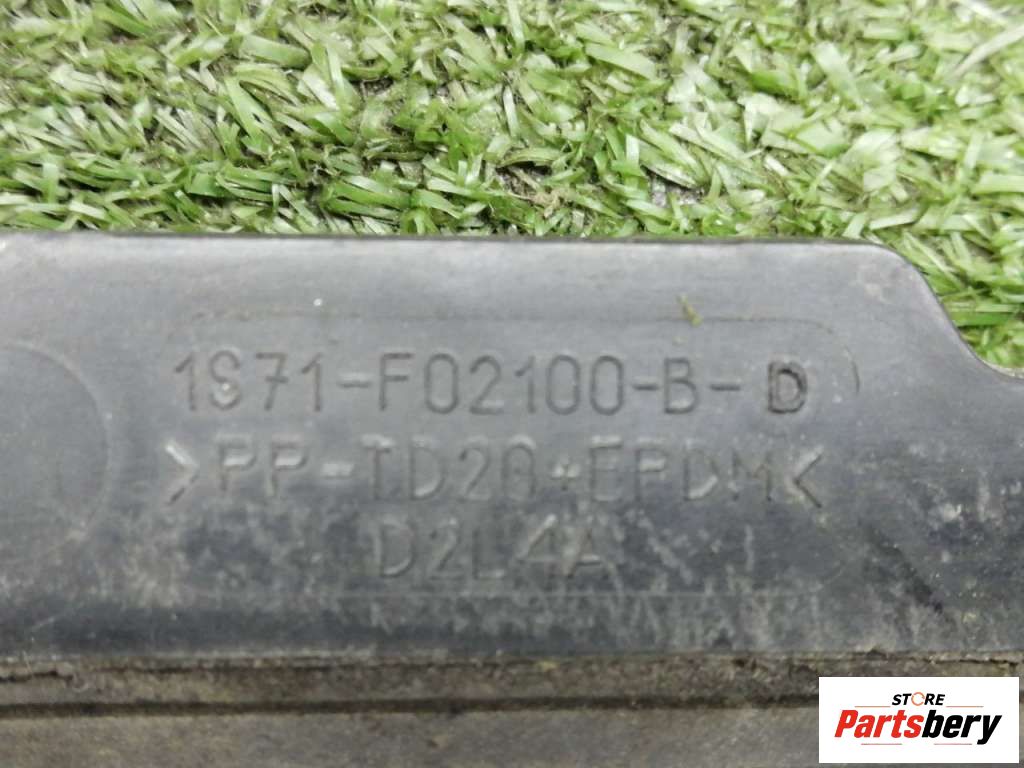 1S71-F02100-B-D
>PP-TD20+EPDM<
D2L4A
STORE
Partsbery